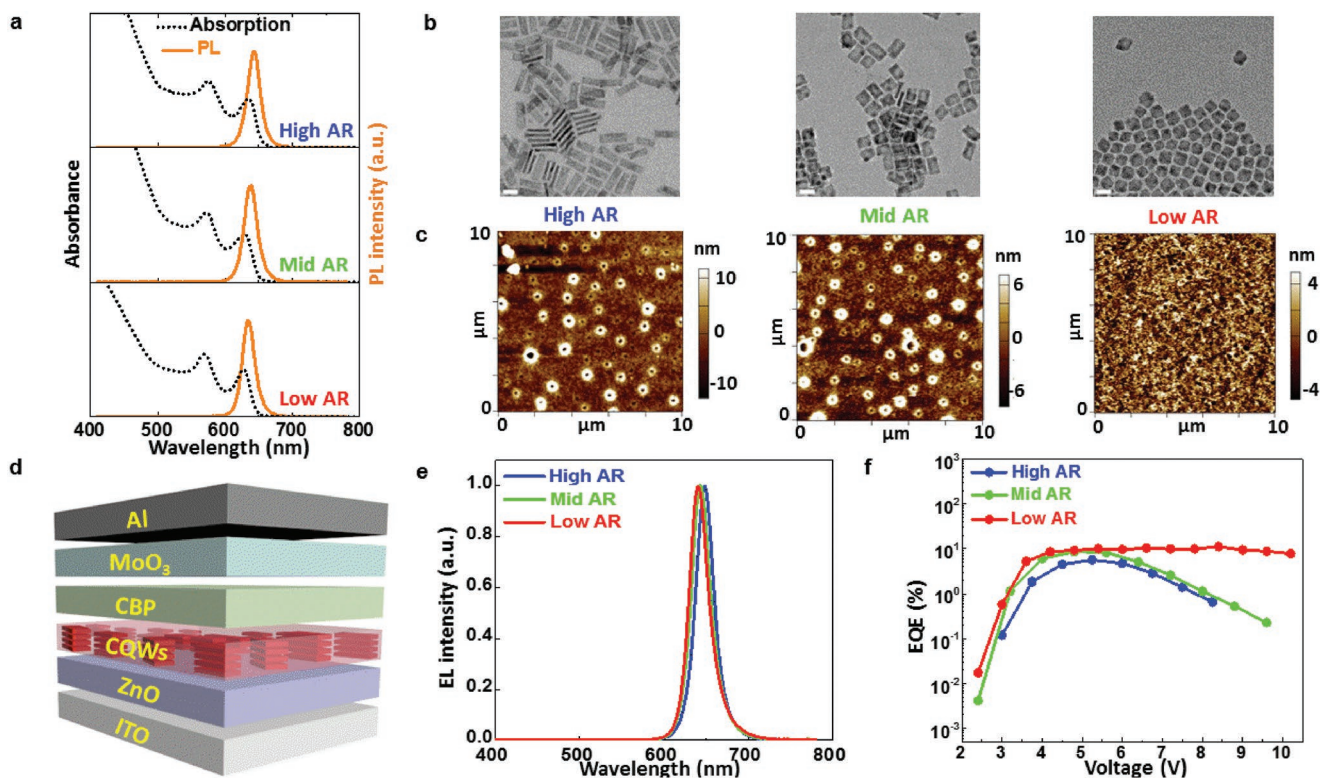 a
Absorption
PL
High AR
Mid AR
Low AR
Absorbance
PL intensity (a.u.)
400 500 600 700 800
Wavelength (nm)
b
High AR
Mid AR
Low AR
c
10
µm
0
0
µm
10
nm
10
0
-10
10
µm
0
0
µm
10
nm
6
0
-6
10
µm
0
0
µm
10
nm
4
0
-4
d
Al
MoO₃
CBP
CQWs
ZnO
ITO
e
High AR
Mid AR
Low AR
EL intensity (a.u.)
1.0
0.8
0.6
0.4
0.2
0.0
400 500 600 700 800
Wavelength (nm)
f
High AR
Mid AR
Low AR
EQE (%)
10³
10²
10¹
10⁰
10⁻¹
10⁻²
10⁻³
2 3 4 5 6 7 8 9 10
Voltage (V)